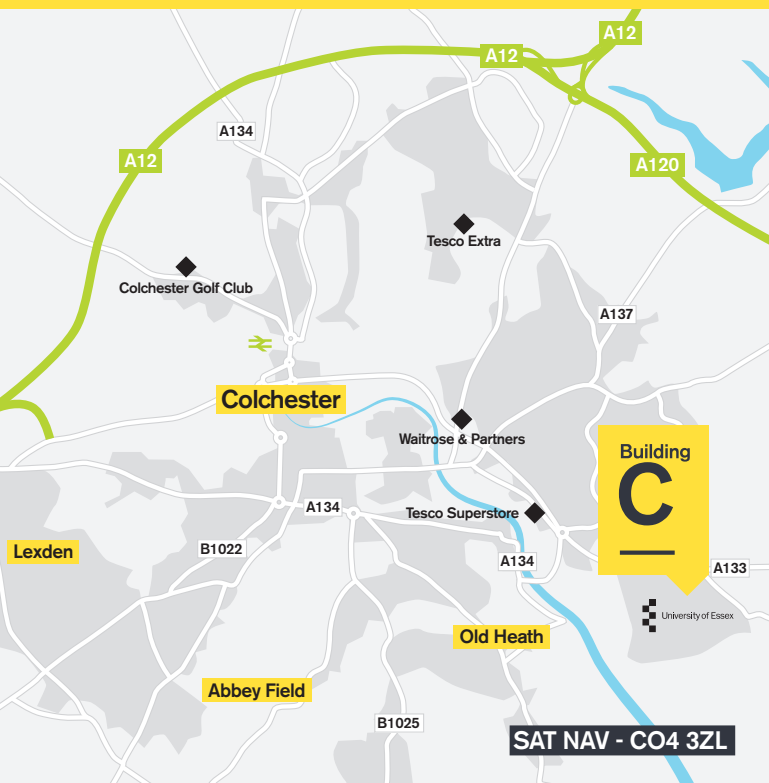 A12
A12
A134
A12
A120
Tesco Extra
Colchester Golf Club
A137
Colchester
Waitrose & Partners
Building
C
A134
Tesco Superstore
B1022
Lexden
A134
A133
University of Essex
Old Heath
Abbey Field
B1025
SAT NAV - CO4 3ZL